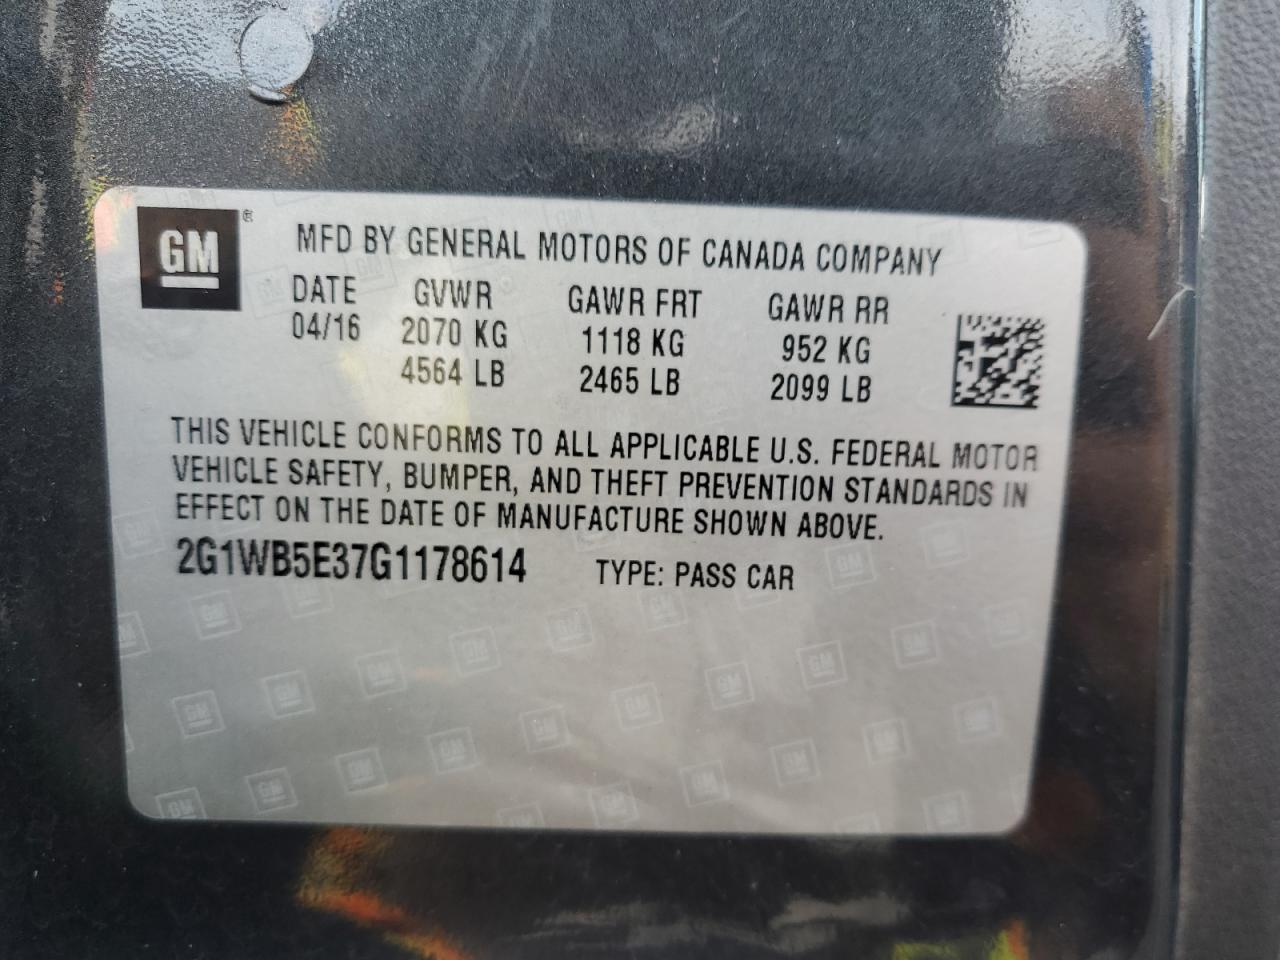 GM ® MFD BY GENERAL MOTORS OF CANADA COMPANY
DATE GVWR GAWR FRT GAWR RR
04/16 2070 KG 1118 KG 952 KG
4564 LB 2465 LB 2099 LB
THIS VEHICLE CONFORMS TO ALL APPLICABLE U.S. FEDERAL MOTOR
VEHICLE SAFETY, BUMPER, AND THEFT PREVENTION STANDARDS IN
EFFECT ON THE DATE OF MANUFACTURE SHOWN ABOVE.
2G1WB5E37G1178614 TYPE: PASS CAR